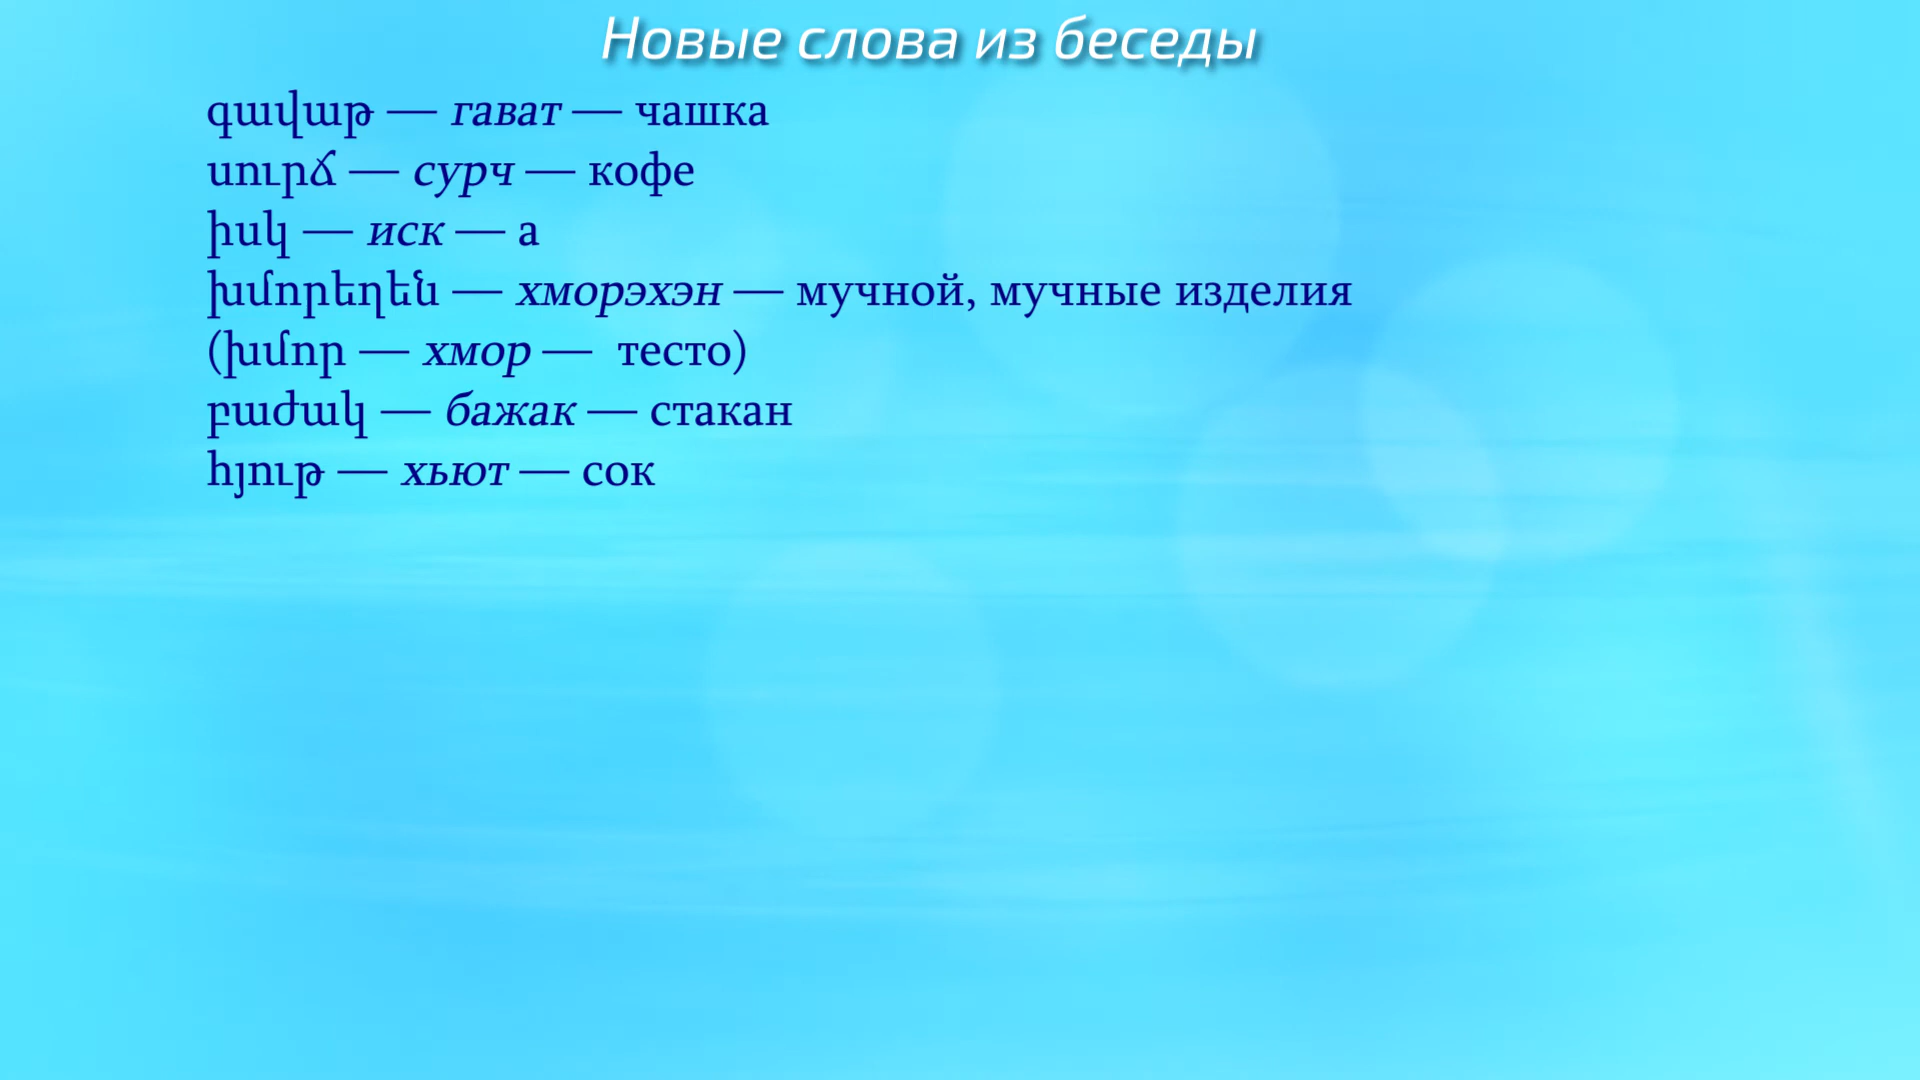 Новые слова из беседы
գավաթ — гават — чашка
սուրճ — сурч — кофе
իսկ — иск — а
խմորեղեն — хморэхэн — мучной, мучные изделия
(խմոր — хмор — тесто)
բաժակ — бажак — стакан
հյութ — хьют — сок